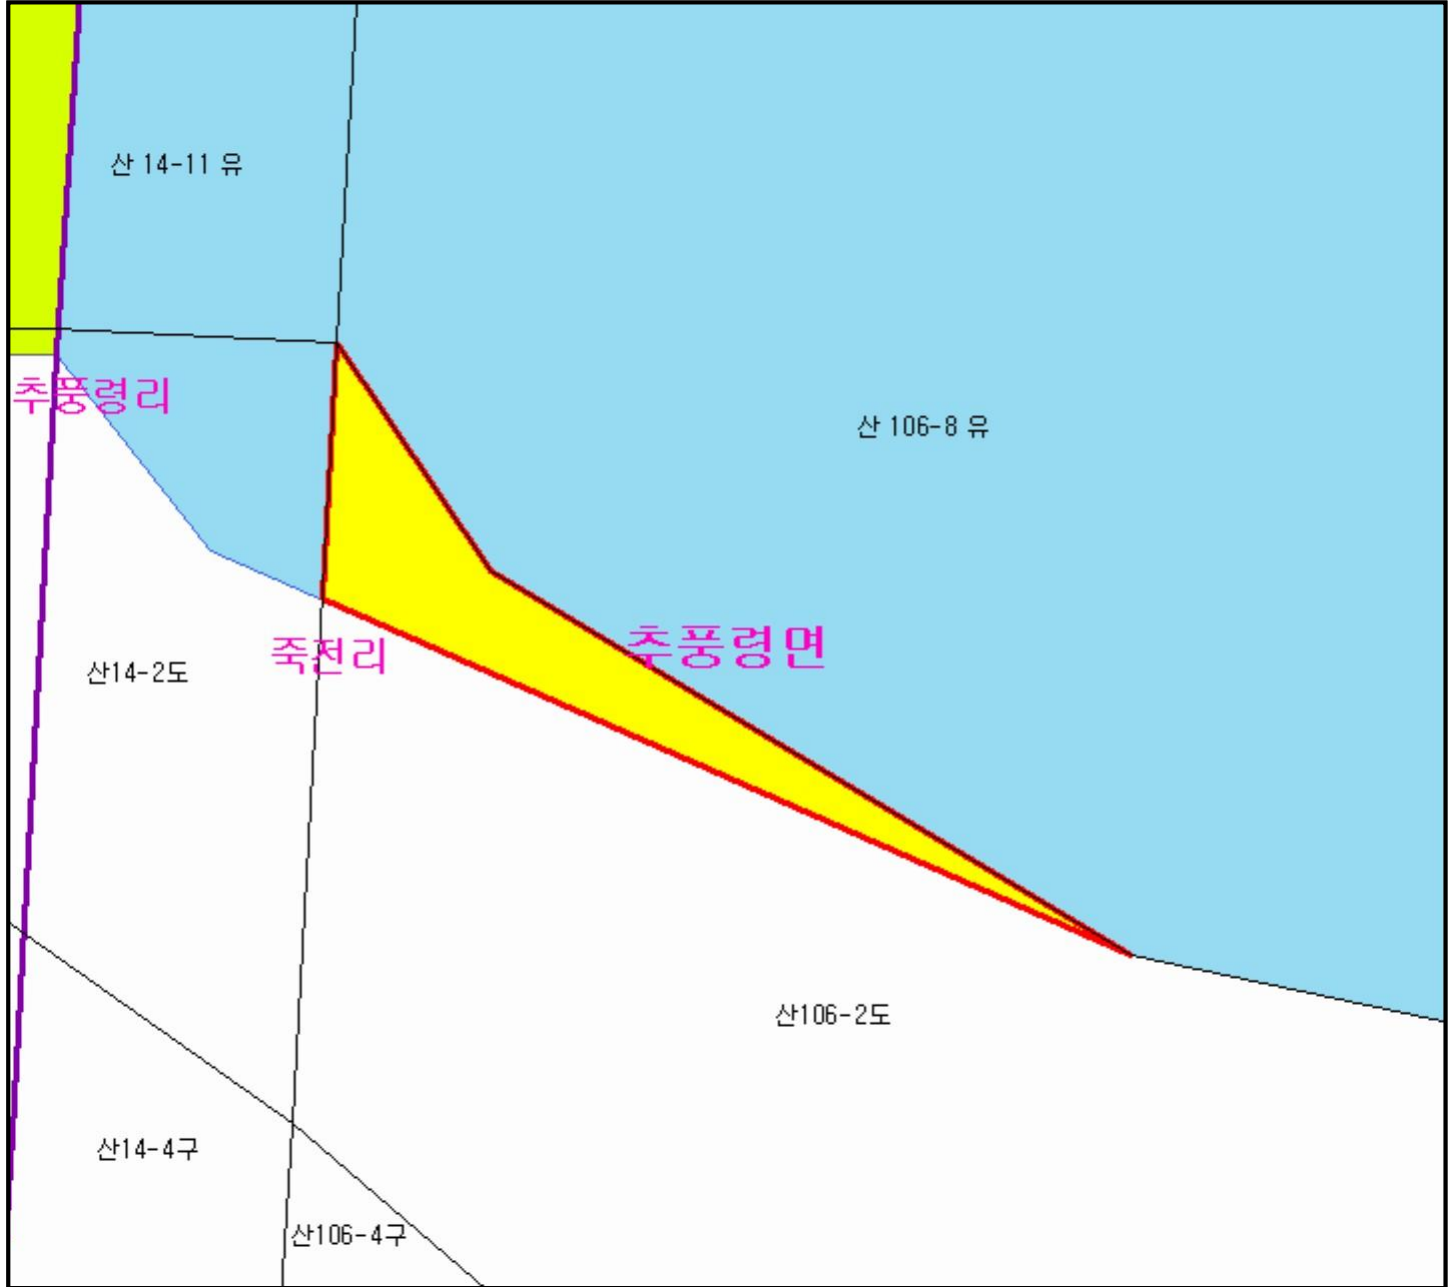 산 14-11 유
추풍령리
산 106-8 유
추풍령면
죽전리
산14-2도
산106-2도
산14-4구
산106-4구